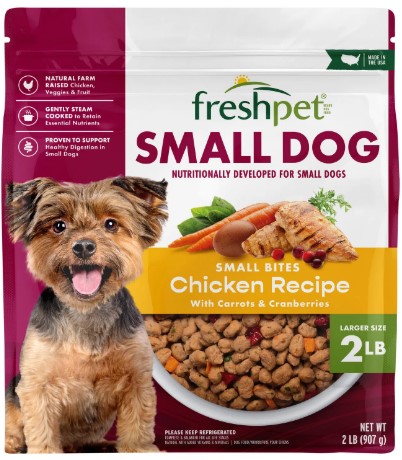 NATURAL FARM
RAISED Chicken,
Veggies & Fruit
GENTLY STEAM
COOKED to Retain
Essential Nutrients
PROVEN TO SUPPORT
Healthy Digestion in
Small Dogs
MADE IN
THE USA
freshpet®
SMALL DOG
NUTRITIONALLY DEVELOPED FOR SMALL DOGS
SMALL BITES
Chicken Recipe
With Carrots & Cranberries
LARGER SIZE
2 LB
PLEASE KEEP REFRIGERATED
NET WT
2 LB (907 g)